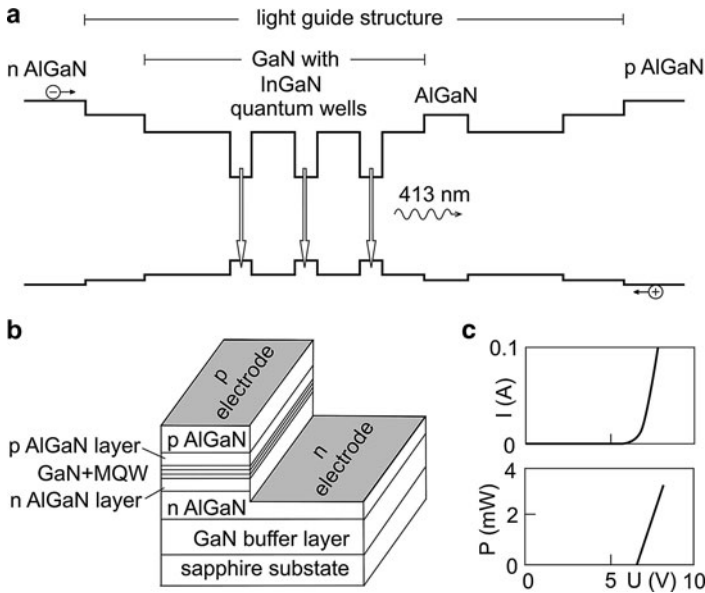 a
light guide structure
n AlGaN
GaN with
InGaN
quantum wells
AlGaN
p AlGaN
413 nm
b
p
electrode
n
electrode
p AlGaN
p AlGaN layer
GaN+MQW
n AlGaN layer
n AlGaN
GaN buffer layer
sapphire substate
c
0.1
I (A)
0
5
4
P (mW)
2
0
0 5 U (V) 10